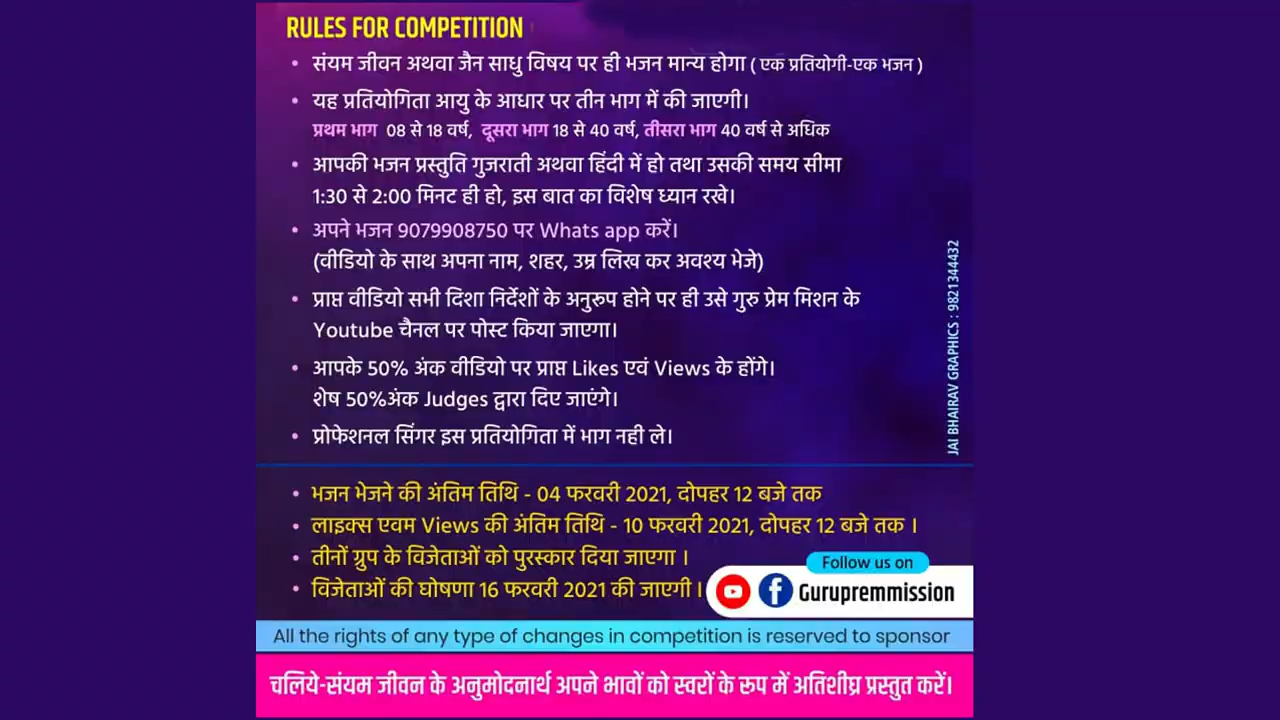 RULES FOR COMPETITION
• संयम जीवन अथवा जैन साधु विषय पर ही भजन मान्य होगा ( एक प्रतियोगी-एक भजन )
• यह प्रतियोगिता आयु के आधार पर तीन भाग में की जाएगी।
प्रथम भाग 08 से 18 वर्ष, दूसरा भाग 18 से 40 वर्ष, तीसरा भाग 40 वर्ष से अधिक
• आपकी भजन प्रस्तुति गुजराती अथवा हिंदी में हो तथा उसकी समय सीमा
1:30 से 2:00 मिनट ही हो, इस बात का विशेष ध्यान रखे।
• अपने भजन 9079908750 पर Whats app करें।
(वीडियो के साथ अपना नाम, शहर, उम्र लिख कर अवश्य भेजे)
• प्राप्त वीडियो सभी दिशा निर्देशों के अनुरूप होने पर ही उसे गुरु प्रेम मिशन के
Youtube चैनल पर पोस्ट किया जाएगा।
• आपके 50% अंक वीडियो पर प्राप्त Likes एवं Views के होंगे।
शेष 50%अंक Judges द्वारा दिए जाएंगे।
• प्रोफेशनल सिंगर इस प्रतियोगिता में भाग नही ले।
JAI BHAIRAV GRAPHICS : 9821344432
• भजन भेजने की अंतिम तिथि - 04 फरवरी 2021, दोपहर 12 बजे तक
• लाइक्स एवम Views की अंतिम तिथि - 10 फरवरी 2021, दोपहर 12 बजे तक ।
• तीनों ग्रुप के विजेताओं को पुरस्कार दिया जाएगा ।
• विजेताओं की घोषणा 16 फरवरी 2021 की जाएगी ।
Follow us on
Gurupremmission
All the rights of any type of changes in competition is reserved to sponsor
चलिये-संयम जीवन के अनुमोदनार्थ अपने भावों को स्वरों के रूप में अतिशीघ्र प्रस्तुत करें।